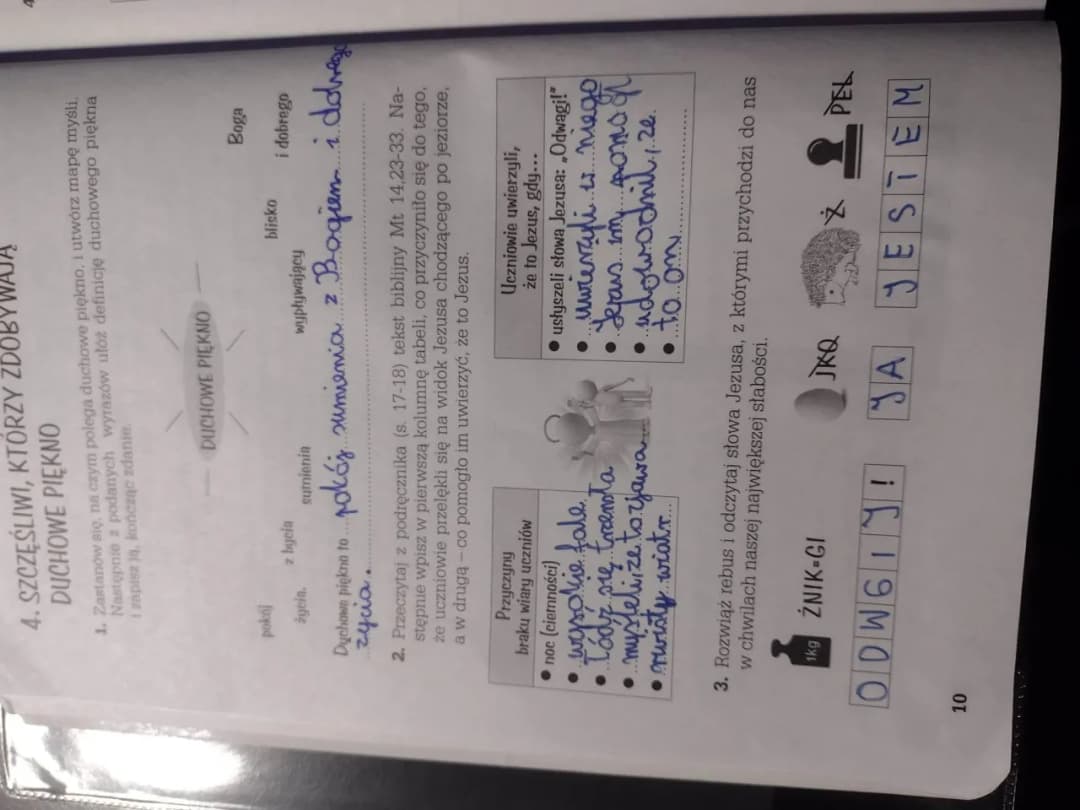 4. SZCZĘŚLIWI, KTÓRZY ZDOBYWAJĄ
DUCHOWE PIĘKNO
1. Zastanów się, na czym polega duchowe piękno, i utwórz mapę myśli.
Następnie z podanych wyrazów ułóż definicję duchowego piękna
i zapisz ją, kończąc zdanie.
DUCHOWE PIĘKNO
Boga
pokój
blisko
i dobrego
z bycia
sumienia
wypływający
życia.
Duchowe piękno to pokój sumienia z Bogiem i dobrego
życia.
2. Przeczytaj z podręcznika (s. 17-18) tekst biblijny Mt 14,23-33. Na-
stępnie wpisz w pierwszą kolumnę tabeli, co przyczyniło się do tego,
że uczniowie przelękli się na widok Jezusa chodzącego po jeziorze,
a w drugą – co pomogło im uwierzyć, że to Jezus.
Przyczyny
braku wiary uczniów
• noc (ciemności)
• wysokie fale
• łódź się trzęsła
• myśleli, że to zjawa
• wiatr
Uczniowie uwierzyli,
że to Jezus, gdy...
• usłyszeli słowa Jezusa: „Odwagi!"
• uwierzyli w niego
• Jezus im pomógł
• udowodnił, że
• to on
3. Rozwiąż rebus i odczytaj słowa Jezusa, z którymi przychodzi do nas
w chwilach naszej największej słabości.
1kg
ŻNIK=GI
JKO
Ż
PEL
ODWGIY!
JA
JESTEM
10